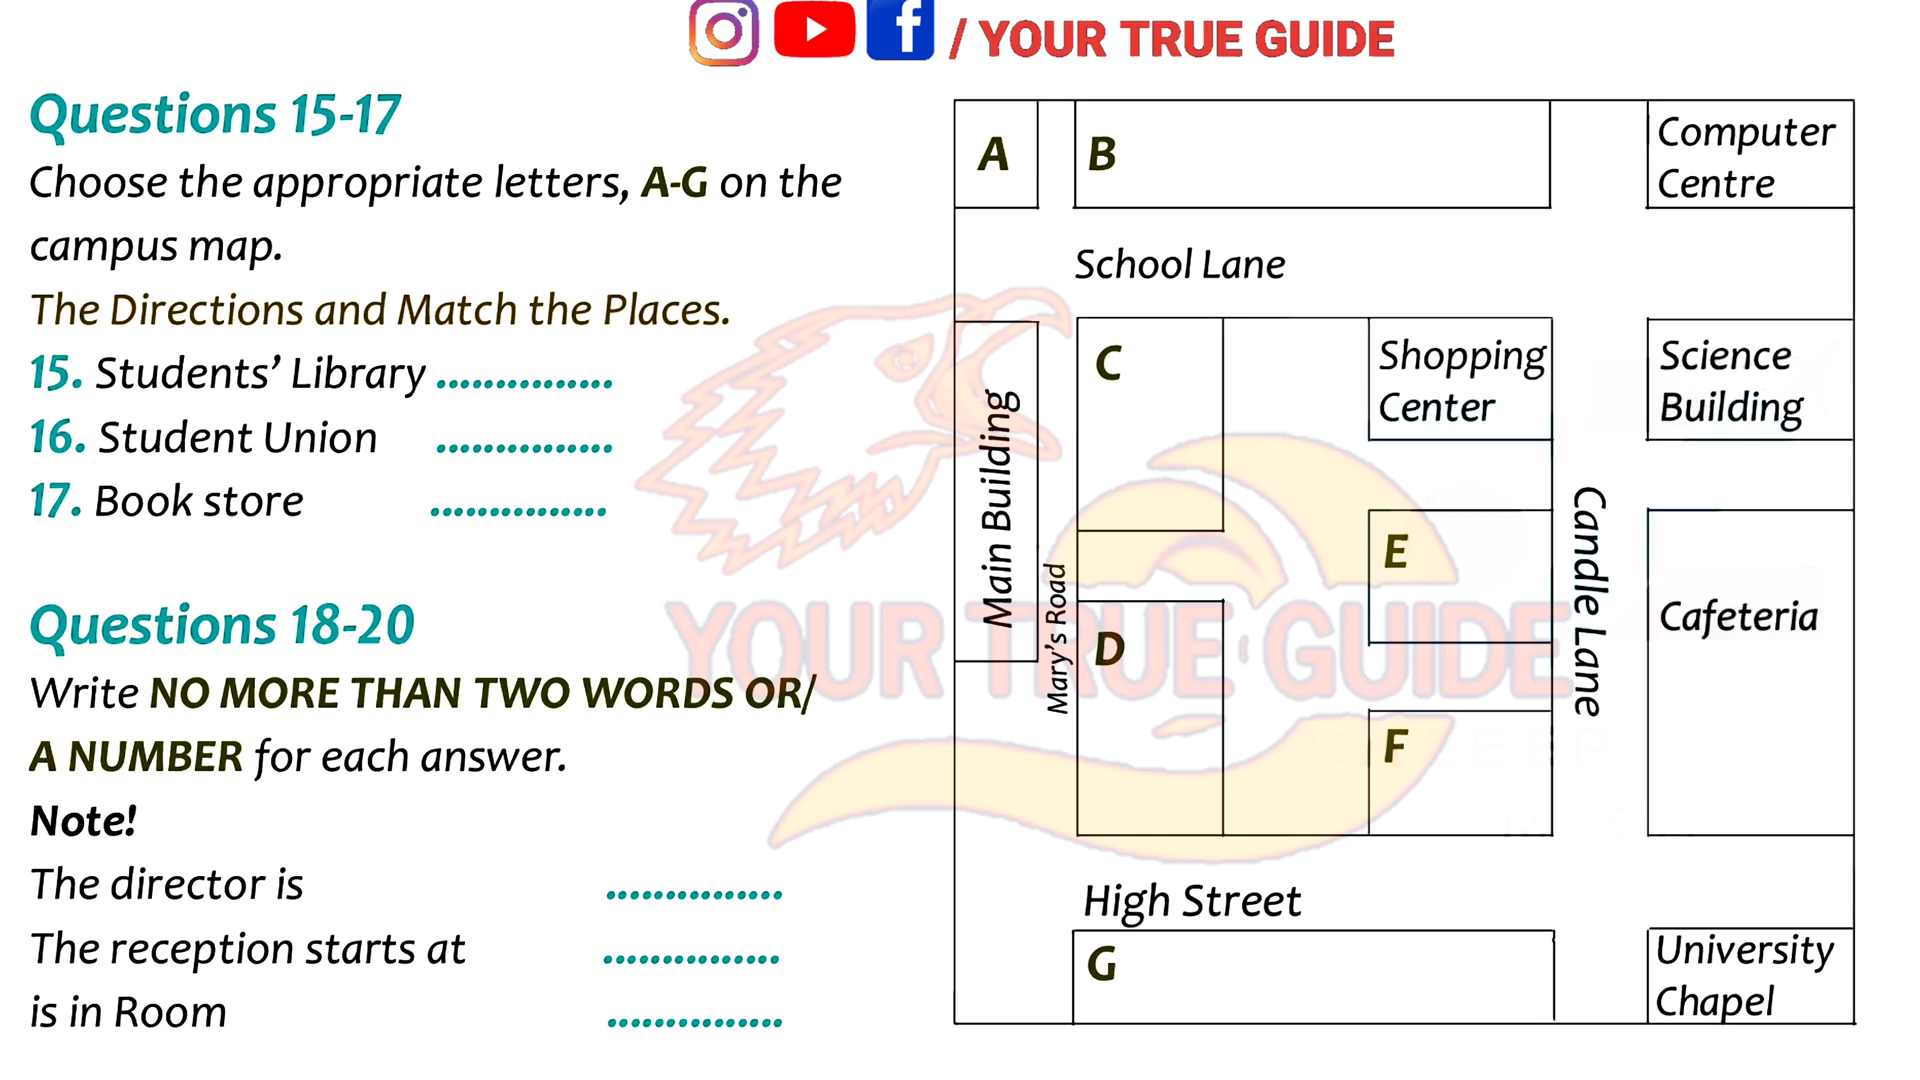 / YOUR TRUE GUIDE
Questions 15-17
Choose the appropriate letters, A-G on the
campus map.
The Directions and Match the Places.
15. Students’ Library ...............
16. Student Union ...............
17. Book store ...............
Questions 18-20
Write NO MORE THAN TWO WORDS OR/
A NUMBER for each answer.
Note!
The director is ...............
The reception starts at ...............
is in Room ...............
A
B
Computer
Centre
School Lane
Main Building
Mary’s Road
C
Shopping
Center
Science
Building
D
E
F
Candle Lane
Cafeteria
High Street
G
University
Chapel
YOUR TRUE GUIDE